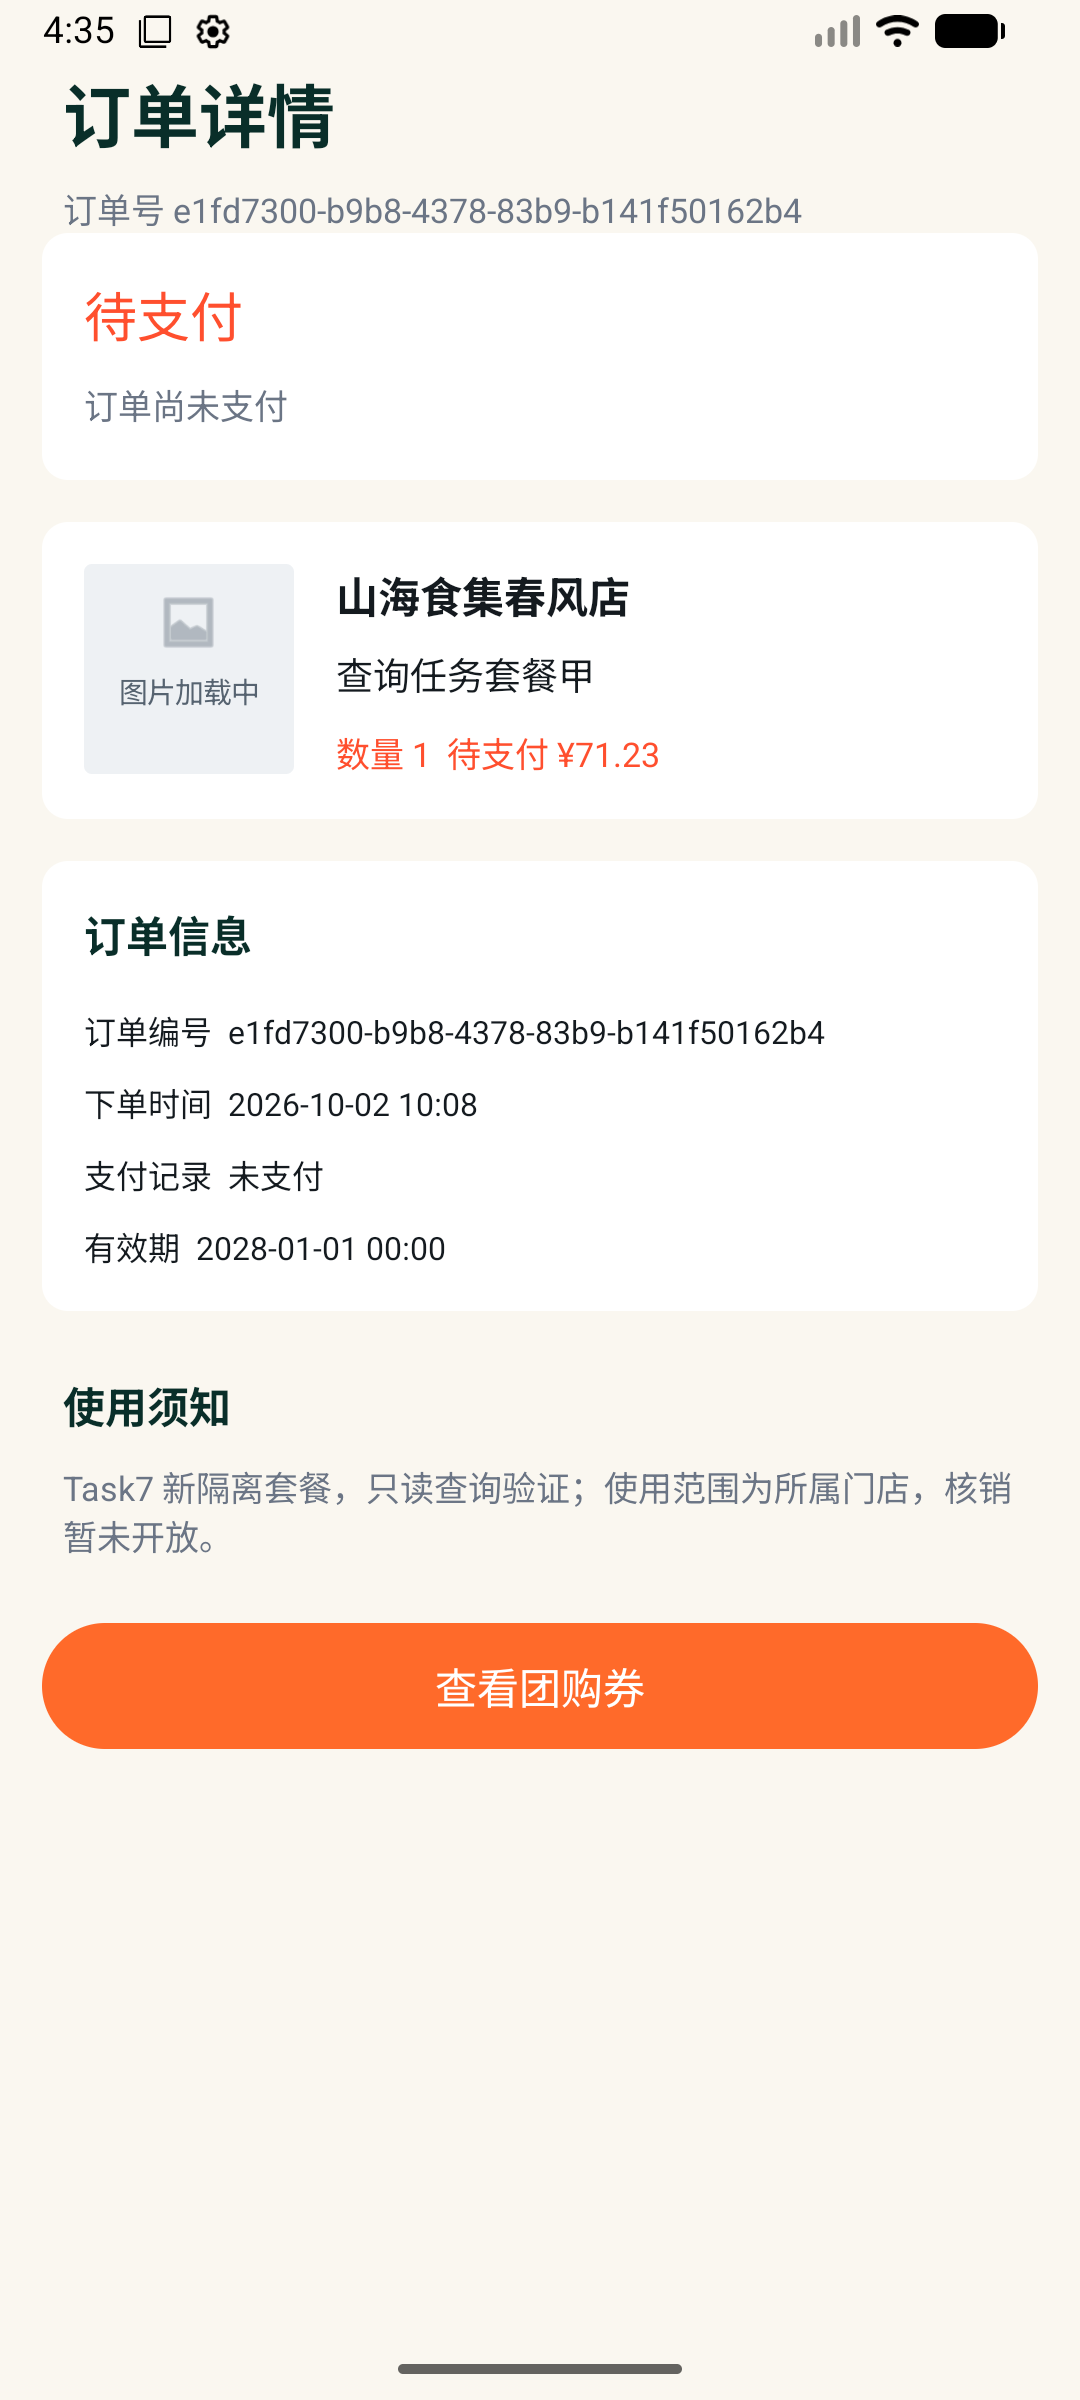 4:35
订单详情
订单号 e1fd7300-b9b8-4378-83b9-b141f50162b4
待支付
订单尚未支付
图片加载中
山海食集春风店
查询任务套餐甲
数量 1 待支付 ¥71.23
订单信息
订单编号 e1fd7300-b9b8-4378-83b9-b141f50162b4
下单时间 2026-10-02 10:08
支付记录 未支付
有效期 2028-01-01 00:00
使用须知
Task7 新隔离套餐，只读查询验证；使用范围为所属门店，核销
暂未开放。
查看团购券